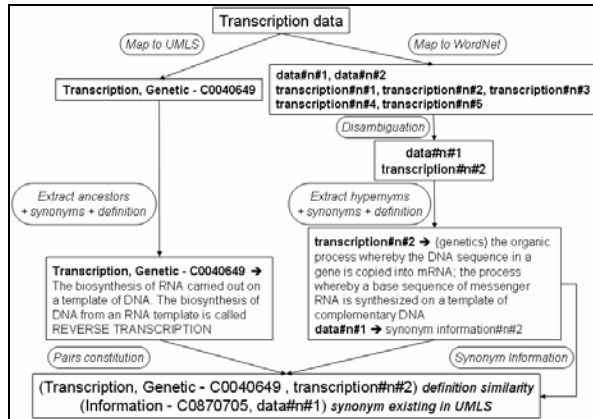 Transcription data
Map to UMLS
Map to WordNet
Transcription, Genetic - C0040649
data#n#1, data#n#2
transcription#n#1, transcription#n#2, transcription#n#3
transcription#n#4, transcription#n#5
Disambiguation
data#n#1
transcription#n#2
Extract ancestors
+ synonyms + definition
Extract hypernyms
+ synonyms + definition
Transcription, Genetic - C0040649 ➔
The biosynthesis of RNA carried out on
a template of DNA. The biosynthesis of
DNA from an RNA template is called
REVERSE TRANSCRIPTION
transcription#n#2 ➔ (genetics) the organic
process whereby the DNA sequence in a
gene is copied into mRNA; the process
whereby a base sequence of messenger
RNA is synthesized on a template of
complementary DNA
data#n#1 ➔ synonym information#n#2
Pairs constitution
Synonym Information
(Transcription, Genetic - C0040649 , transcription#n#2) definition similarity
(Information - C0870705, data#n#1) synonym existing in UMLS